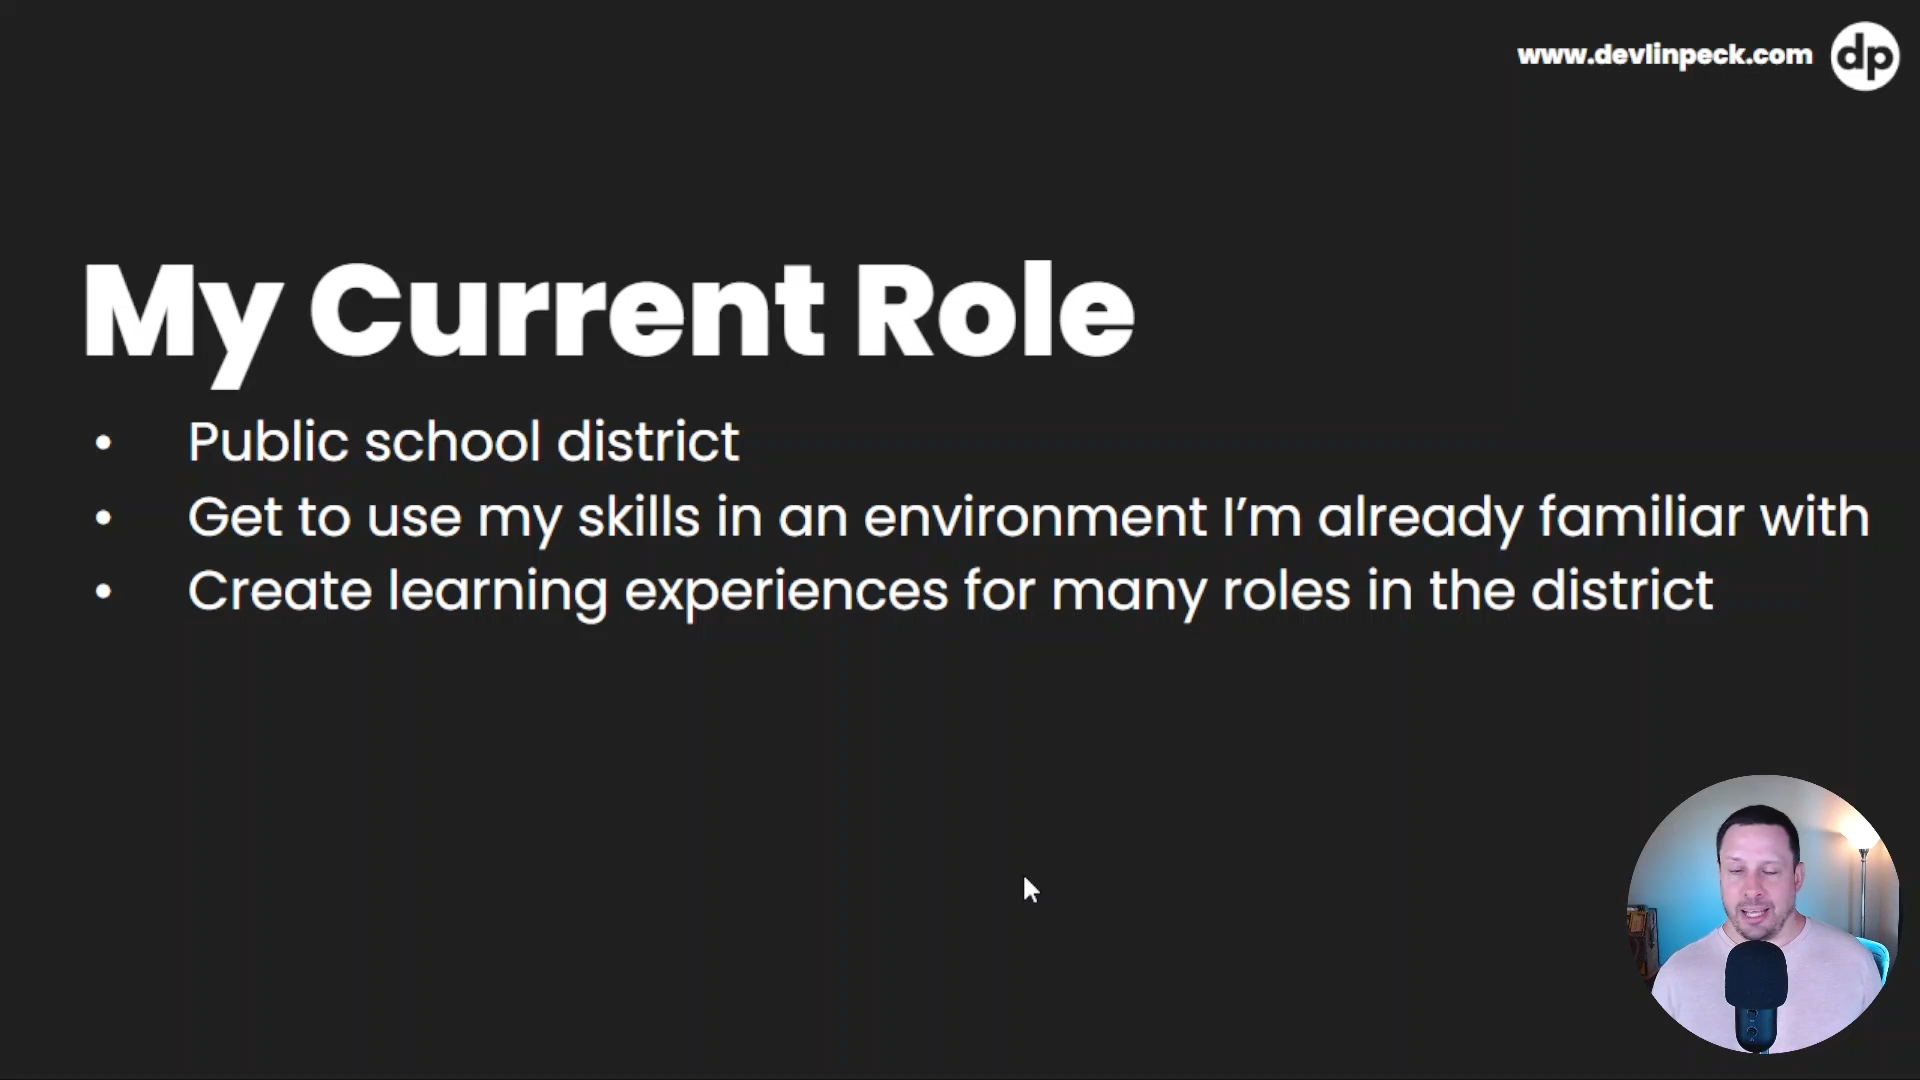 www.devlinpeck.com dp
My Current Role
• Public school district
• Get to use my skills in an environment I’m already familiar with
• Create learning experiences for many roles in the district